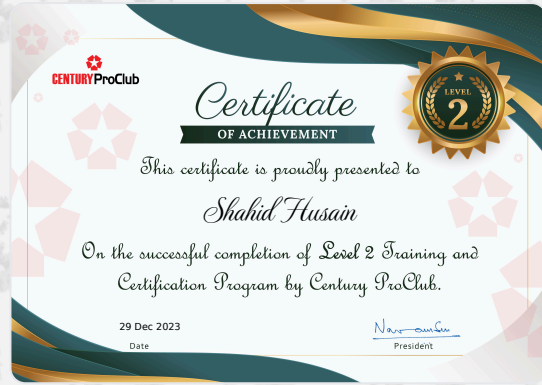 CENTURY ProClub
Certificate
OF ACHIEVEMENT
LEVEL
2
This certificate is proudly presented to
Shahid Husain
On the successful completion of Level 2 Training and
Certification Program by Century ProClub.
29 Dec 2023
Date
President